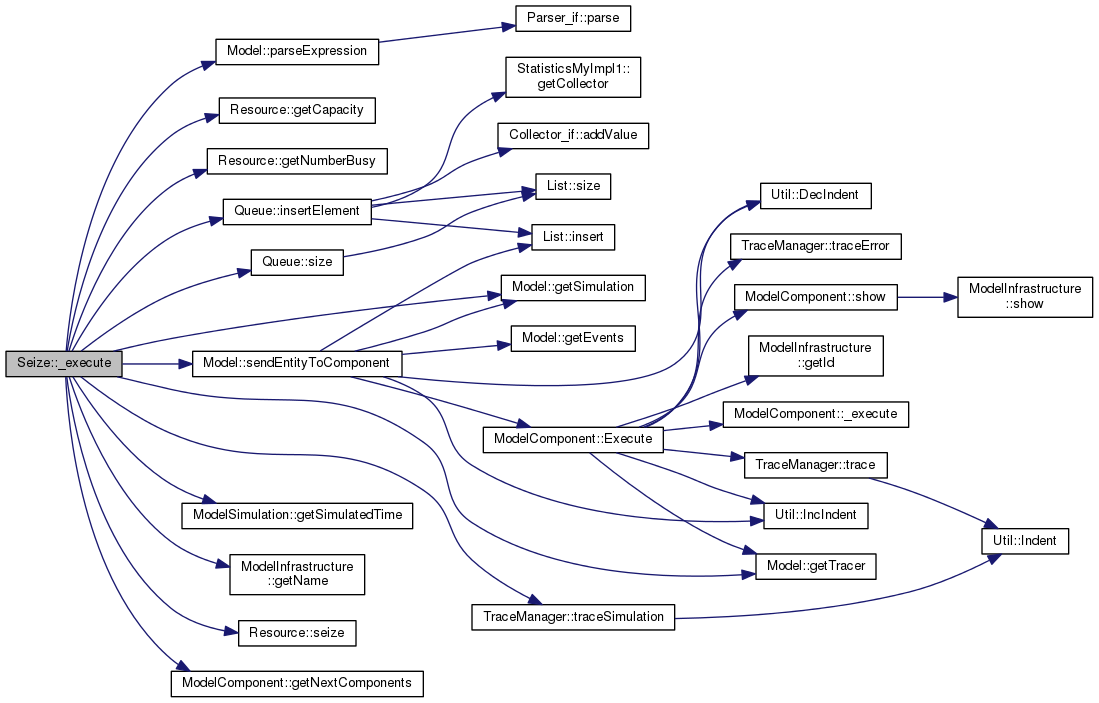 Parser_if::parse
Model::parseExpression
StatisticsMyImpl1::
getCollector
Resource::getCapacity
Collector_if::addValue
Resource::getNumberBusy
List::size
Util::DecIndent
Queue::insertElement
List::insert
TraceManager::traceError
Queue::size
Model::getSimulation
ModelComponent::show
ModelInfrastructure
::show
Model::getEvents
Seize::_execute
Model::sendEntityToComponent
ModelInfrastructure
::getId
ModelComponent::_execute
ModelComponent::Execute
TraceManager::trace
ModelSimulation::getSimulatedTime
Util::IncIndent
Util::Indent
ModelInfrastructure
::getName
Model::getTracer
TraceManager::traceSimulation
Resource::seize
ModelComponent::getNextComponents